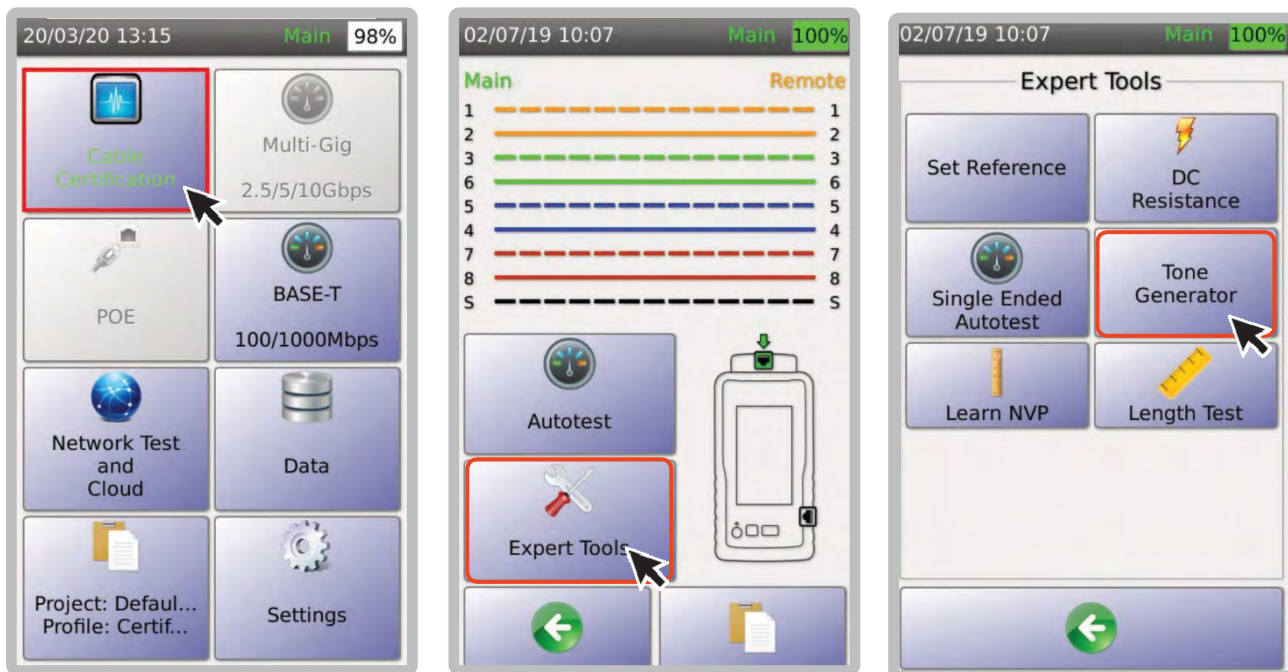 20/03/20 13:15 Main 98%
Cable
Certification
Multi-Gig
2.5/5/10Gbps
POE
BASE-T
100/1000Mbps
Network Test
and
Cloud
Data
Project: Defaul...
Profile: Certif...
Settings
02/07/19 10:07 Main 100%
Main Remote
1 1
2 2
3 3
6 6
5 5
4 4
7 7
8 8
S S
Autotest
Expert Tools
02/07/19 10:07 Main 100%
Expert Tools
Set Reference
DC
Resistance
Single Ended
Autotest
Tone
Generator
Learn NVP
Length Test